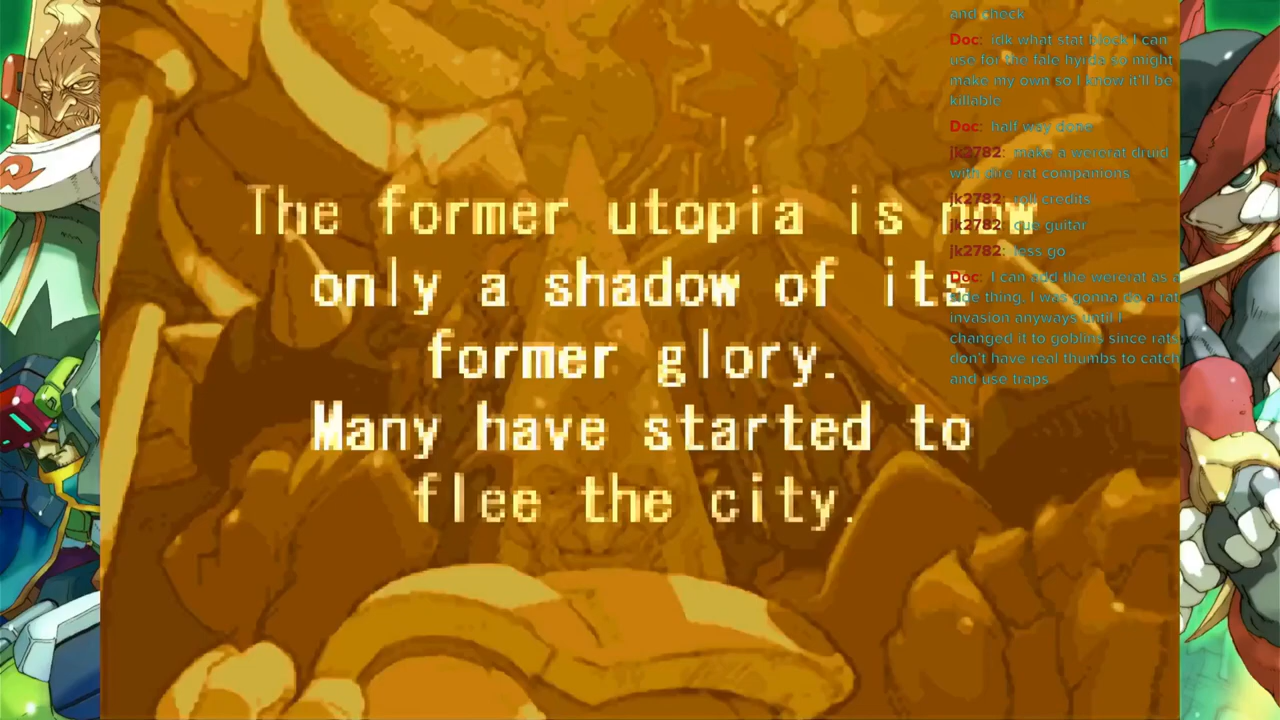 The former utopia is now
only a shadow of its
former glory.
Many have started to
flee the city.
and check
Doc: idk what stat block I can
use for the fale hyrda so might
make my own so I know it'll be
killable
Doc: half way done
jk2782: make a wererat druid
with dire rat companions
jk2782: roll credits
jk2782: cue guitar
jk2782: less go
Doc: I can add the wererat as a
side thing, I was gonna do a rat
invasion anyways until I
changed it to goblins since rats
don't have real thumbs to catch
and use traps